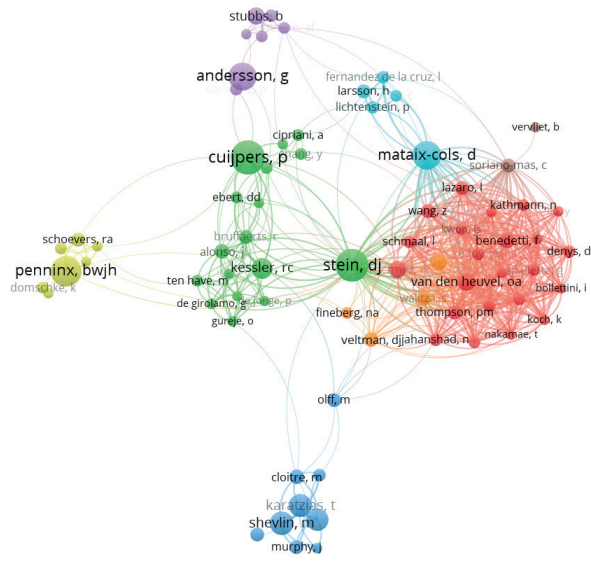 stubbs, b
andersson, g
fernandez de la cruz, l
larsson, h
lichtenstein, p
cipriani, a
vervliet, b
cuijpers, p
mataix-cols, d
soriano-mas, c
ebert, dd
lazaro, l
wang, z
kathmann, n
bruffaerts, r
schoevers, ra
alonso, j
schmaal, l
benedetti, f
denys, d
penninx, bwjh
kessler, rc
stein, dj
ten have, m
van den heuvel, oa
domschke, k
bollettini, i
de girolamo, g
de jonge, p
fineberg, na
thompson, pm
gureje, o
koch, k
veltman, dj
jahanshad, n
nakamae, t
olff, m
cloitre, m
karatzias, t
shevlin, m
murphy, j